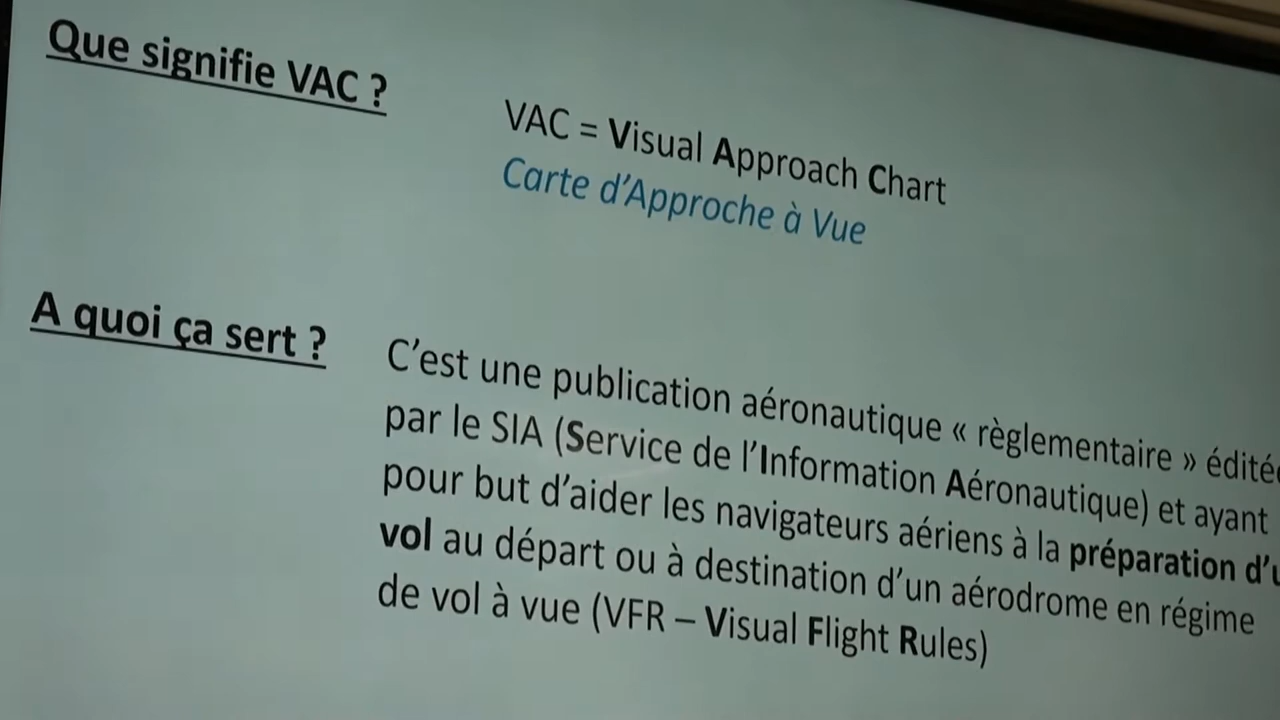 Que signifie VAC ?
VAC = Visual Approach Chart
Carte d'Approche à Vue
A quoi ça sert ?
C'est une publication aéronautique « règlementaire » éditée
par le SIA (Service de l'Information Aéronautique) et ayant
pour but d'aider les navigateurs aériens à la préparation d'u
vol au départ ou à destination d'un aérodrome en régime
de vol à vue (VFR – Visual Flight Rules)